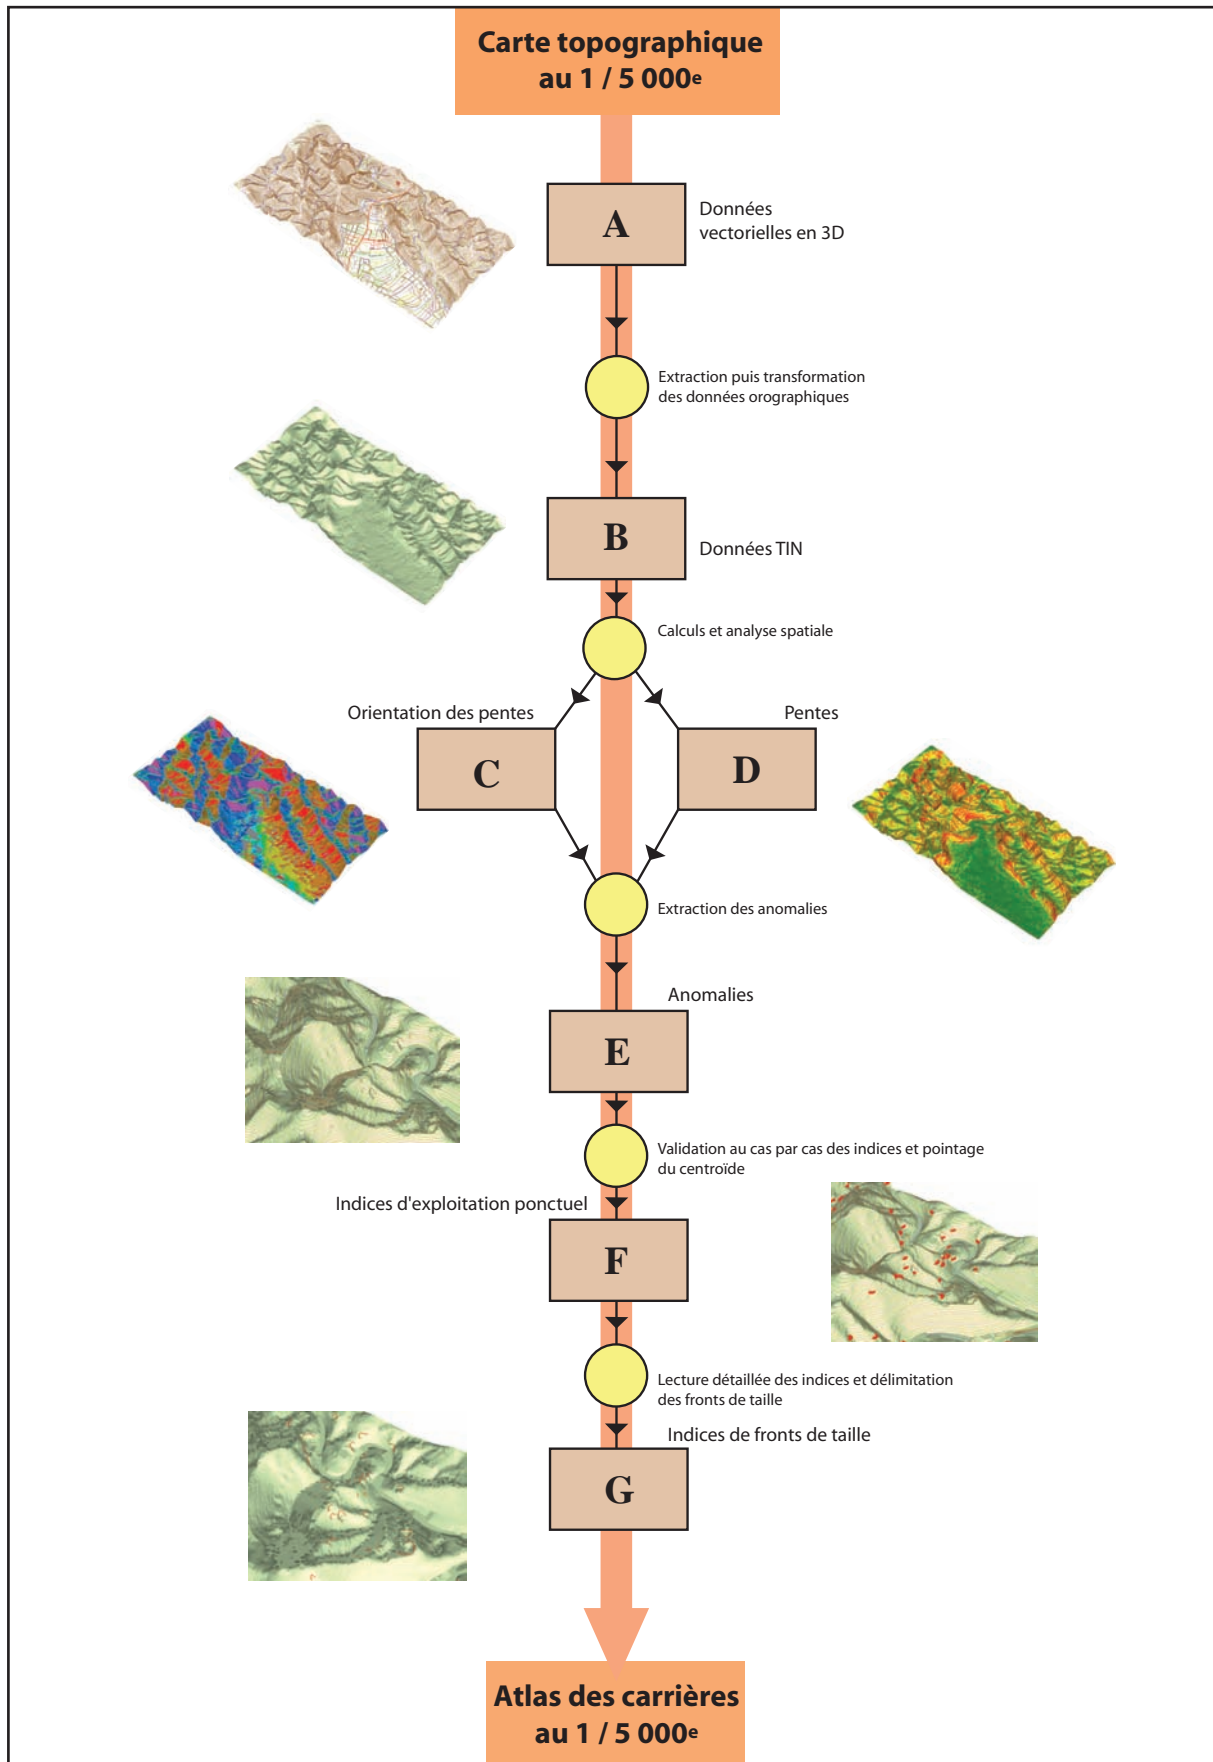 Carte topographique
au 1 / 5 000e
A
Données
vectorielles en 3D
Extraction puis transformation
des données orographiques
B
Données TIN
Calculs et analyse spatiale
Orientation des pentes
Pentes
C
D
Extraction des anomalies
Anomalies
E
Validation au cas par cas des indices et pointage
du centroïde
Indices d'exploitation ponctuel
F
Lecture détaillée des indices et délimitation
des fronts de taille
Indices de fronts de taille
G
Atlas des carrières
au 1 / 5 000e